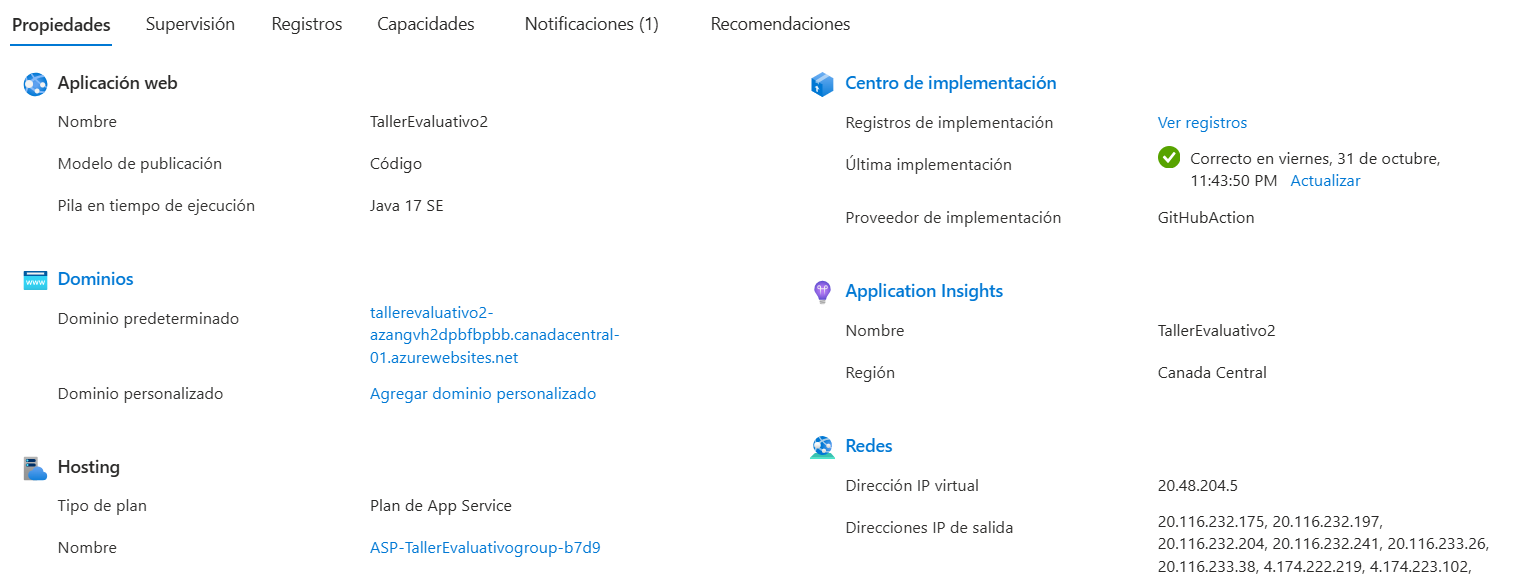 Propiedades Supervisión Registros Capacidades Notificaciones (1) Recomendaciones
Aplicación web
Nombre TallerEvaluativo2
Modelo de publicación Código
Pila en tiempo de ejecución Java 17 SE
Dominios
Dominio predeterminado tallerevaluativo2-
azangvh2dpbfbpbb.canadacentral-
01.azurewebsites.net
Dominio personalizado Agregar dominio personalizado
Hosting
Tipo de plan Plan de App Service
Nombre ASP-TallerEvaluativogroup-b7d9
Centro de implementación
Registros de implementación Ver registros
Última implementación Correcto en viernes, 31 de octubre,
11:43:50 PM Actualizar
Proveedor de implementación GitHubAction
Application Insights
Nombre TallerEvaluativo2
Región Canada Central
Redes
Dirección IP virtual 20.48.204.5
Direcciones IP de salida 20.116.232.175, 20.116.232.197,
20.116.232.204, 20.116.232.241, 20.116.233.26,
20.116.233.38, 4.174.222.219, 4.174.223.102,